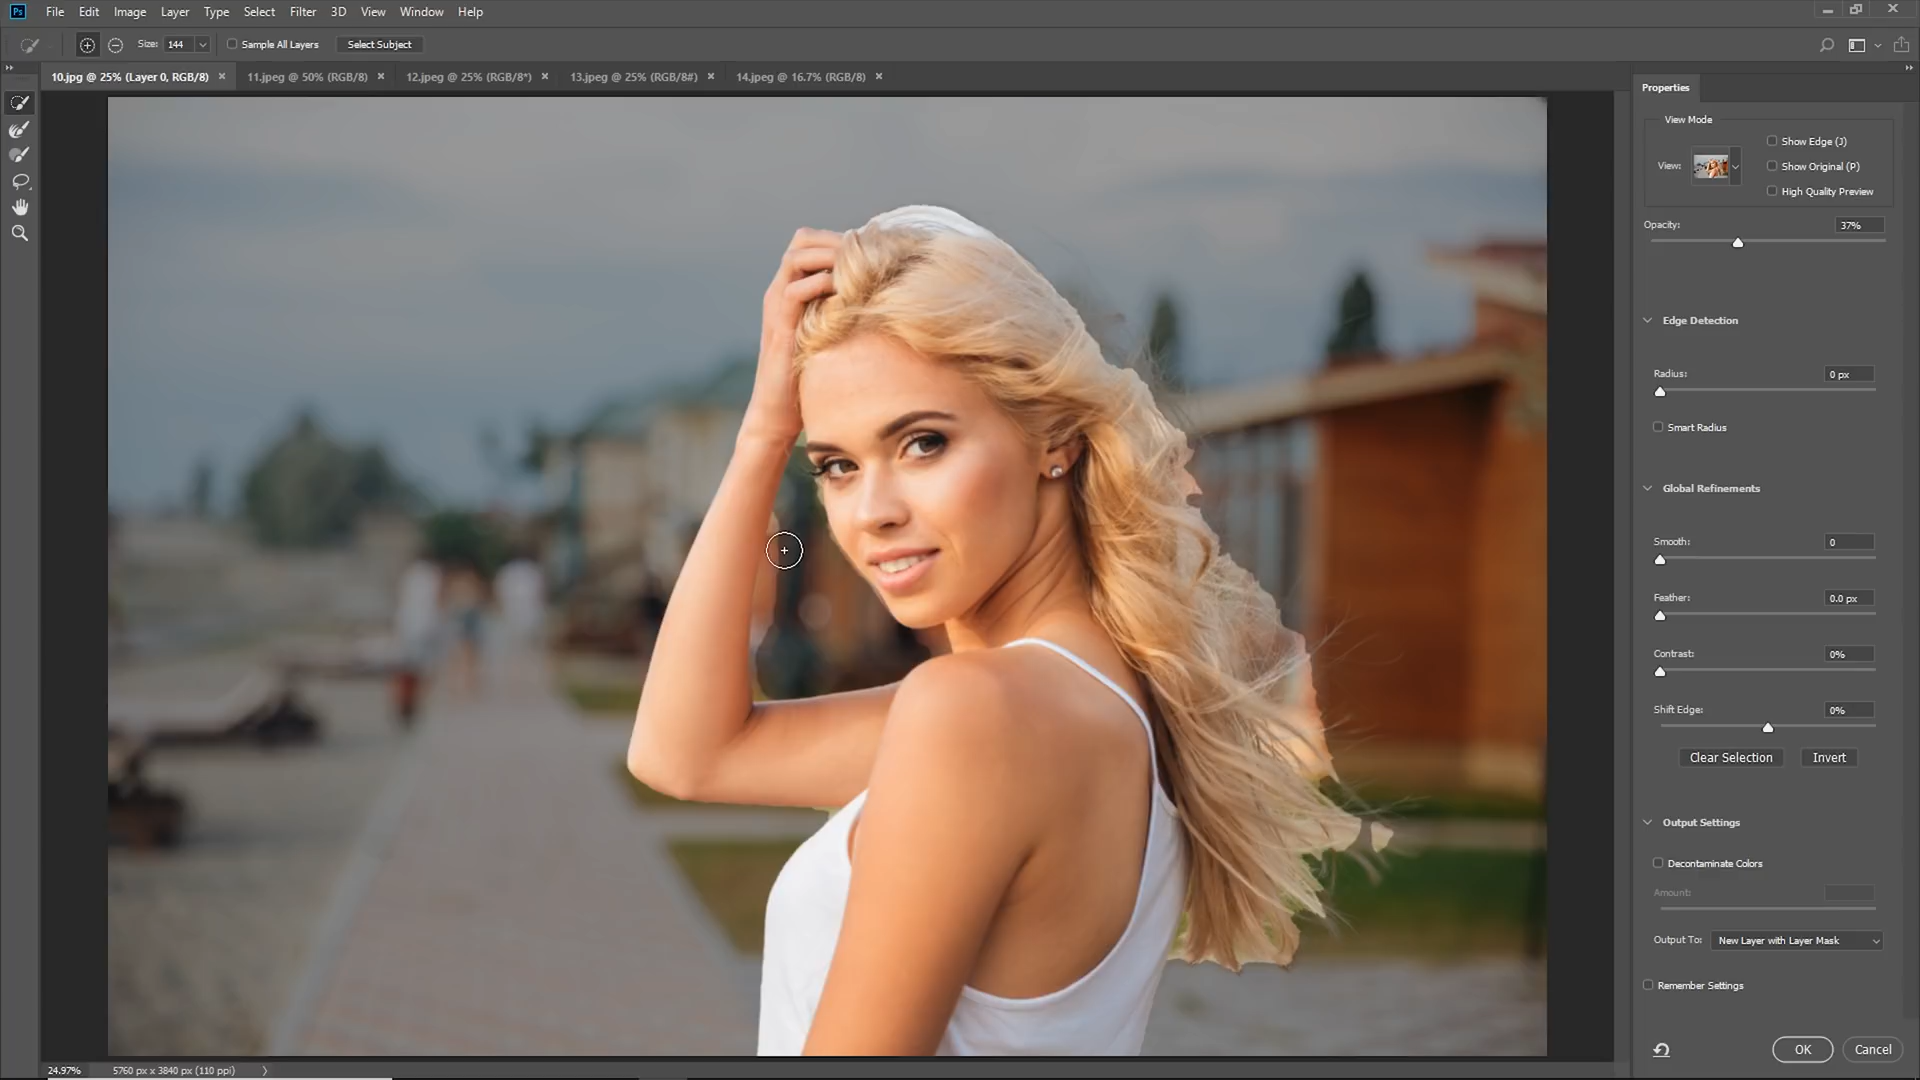 Ps File Edit Image Layer Type Select Filter 3D View Window Help
Size: 144 Sample All Layers Select Subject
10.jpg @ 25% (Layer 0, RGB/8) × 11.jpeg @ 50% (RGB/8) × 12.jpeg @ 25% (RGB/8*) × 13.jpeg @ 25% (RGB/8#) × 14.jpeg @ 16.7% (RGB/8) ×
Properties
View Mode
Show Edge (J)
View:
Show Original (P)
High Quality Preview
Opacity: 37%
Edge Detection
Radius: 0 px
Smart Radius
Global Refinements
Smooth: 0
Feather: 0.0 px
Contrast: 0%
Shift Edge: 0%
Clear Selection Invert
Output Settings
Decontaminate Colors
Amount:
Output To: New Layer with Layer Mask
Remember Settings
OK Cancel
24.97% 5760 px x 3840 px (110 ppi)